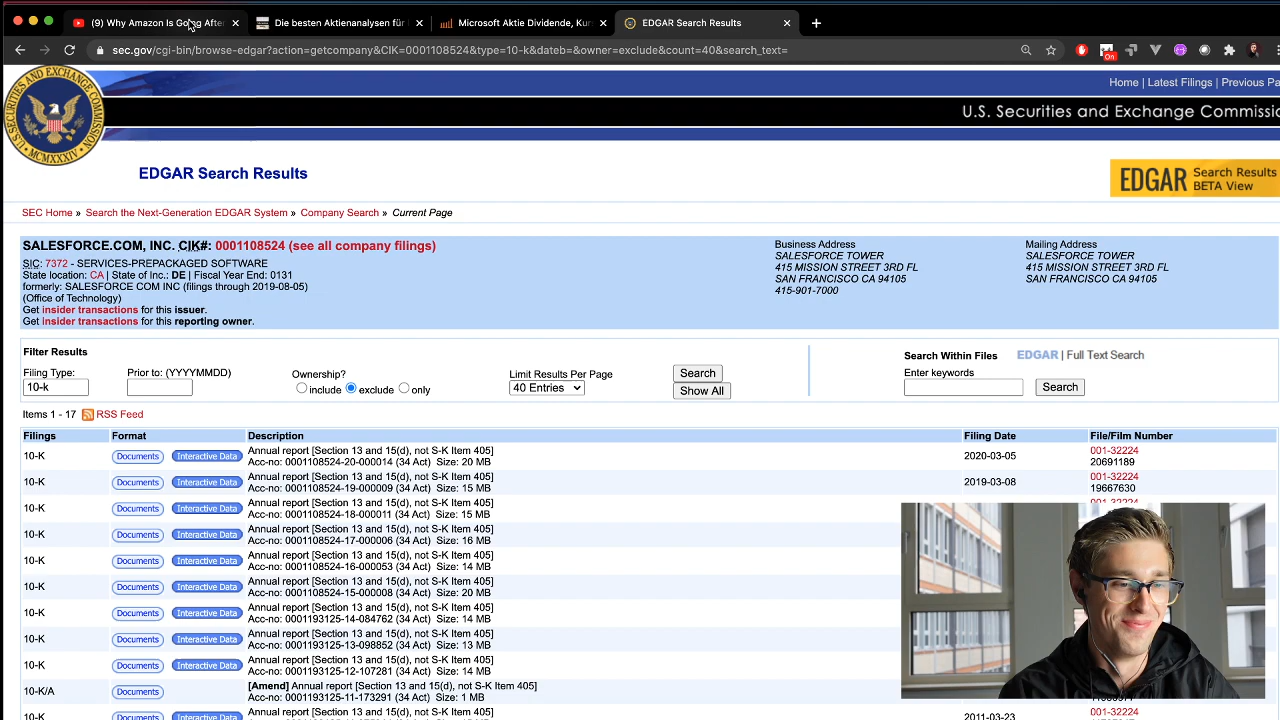 (9) Why Amazon Is Going After
Die besten Aktienanalysen für
Microsoft Aktie Dividende, Kur
EDGAR Search Results
sec.gov/cgi-bin/browse-edgar?action=getcompany&CIK=0001108524&type=10-k&dateb=&owner=exclude&count=40&search_text=
On
Home | Latest Filings | Previous Pa
U.S. Securities and Exchange Commissio
MCMXXXIV
EDGAR Search Results
EDGAR Search Results BETA View
SEC Home » Search the Next-Generation EDGAR System » Company Search » Current Page
SALESFORCE.COM, INC. CIK#: 0001108524 (see all company filings)
SIC: 7372 - SERVICES-PREPACKAGED SOFTWARE
State location: CA | State of Inc.: DE | Fiscal Year End: 0131
formerly: SALESFORCE COM INC (filings through 2019-08-05)
(Office of Technology)
Get insider transactions for this issuer.
Get insider transactions for this reporting owner.
Business Address
SALESFORCE TOWER
415 MISSION STREET 3RD FL
SAN FRANCISCO CA 94105
415-901-7000
Mailing Address
SALESFORCE TOWER
415 MISSION STREET 3RD FL
SAN FRANCISCO CA 94105
Filter Results
Filing Type:
10-k
Prior to: (YYYYMMDD)
Ownership?
include exclude only
Limit Results Per Page
40 Entries
Search
Show All
Search Within Files
EDGAR | Full Text Search
Enter keywords
Search
Items 1 - 17 RSS Feed
Filings Format Description Filing Date File/Film Number
10-K Documents Interactive Data Annual report [Section 13 and 15(d), not S-K Item 405] 2020-03-05 001-32224
Acc-no: 0001108524-20-000014 (34 Act) Size: 20 MB 20691189
10-K Documents Interactive Data Annual report [Section 13 and 15(d), not S-K Item 405] 2019-03-08 001-32224
Acc-no: 0001108524-19-000009 (34 Act) Size: 15 MB 19667630
10-K Documents Interactive Data Annual report [Section 13 and 15(d), not S-K Item 405]
Acc-no: 0001108524-18-000011 (34 Act) Size: 15 MB
10-K Documents Interactive Data Annual report [Section 13 and 15(d), not S-K Item 405]
Acc-no: 0001108524-17-000006 (34 Act) Size: 16 MB
10-K Documents Interactive Data Annual report [Section 13 and 15(d), not S-K Item 405]
Acc-no: 0001108524-16-000053 (34 Act) Size: 14 MB
10-K Documents Interactive Data Annual report [Section 13 and 15(d), not S-K Item 405]
Acc-no: 0001108524-15-000008 (34 Act) Size: 20 MB
10-K Documents Interactive Data Annual report [Section 13 and 15(d), not S-K Item 405]
Acc-no: 0001193125-14-084762 (34 Act) Size: 14 MB
10-K Documents Interactive Data Annual report [Section 13 and 15(d), not S-K Item 405]
Acc-no: 0001193125-13-098852 (34 Act) Size: 13 MB
10-K Documents Interactive Data Annual report [Section 13 and 15(d), not S-K Item 405]
Acc-no: 0001193125-12-107281 (34 Act) Size: 14 MB
10-K/A Documents [Amend] Annual report [Section 13 and 15(d), not S-K Item 405]
Acc-no: 0001193125-11-173291 (34 Act) Size: 1 MB
10-K Documents Interactive Data Annual report [Section 13 and 15(d), not S-K Item 405] 2011-03-23 001-32224